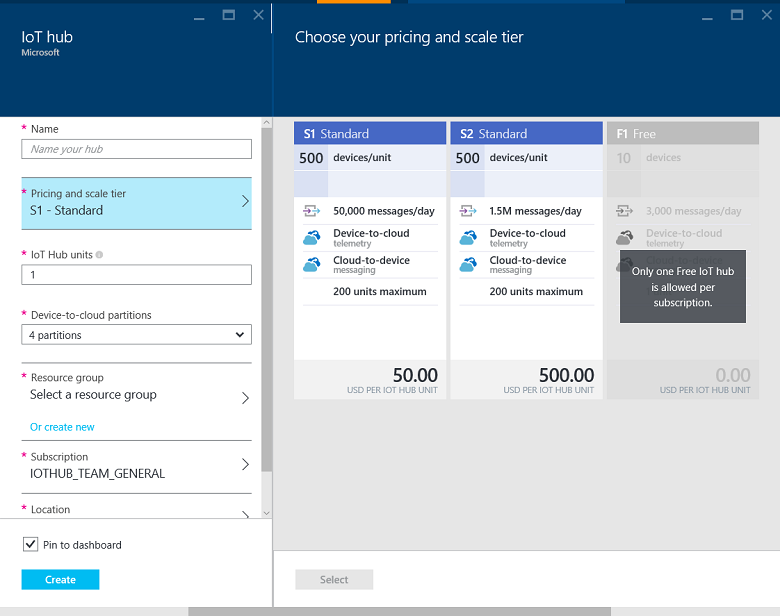 IoT hub
Microsoft
* Name
Name your hub
* Pricing and scale tier
S1 - Standard
* IoT Hub units
1
* Device-to-cloud partitions
4 partitions
* Resource group
Select a resource group
Or create new
* Subscription
IOTHUB_TEAM_GENERAL
* Location
Pin to dashboard
Create
Choose your pricing and scale tier
S1 Standard
500 devices/unit
50,000 messages/day
Device-to-cloud
telemetry
Cloud-to-device
messaging
200 units maximum
50.00
USD PER IOT HUB UNIT
S2 Standard
500 devices/unit
1.5M messages/day
Device-to-cloud
telemetry
Cloud-to-device
messaging
200 units maximum
500.00
USD PER IOT HUB UNIT
F1 Free
10 devices
3,000 messages/day
Device-to-cloud
telemetry
Only one Free IoT hub
is allowed per
subscription.
0.00
USD PER IOT HUB UNIT
Select